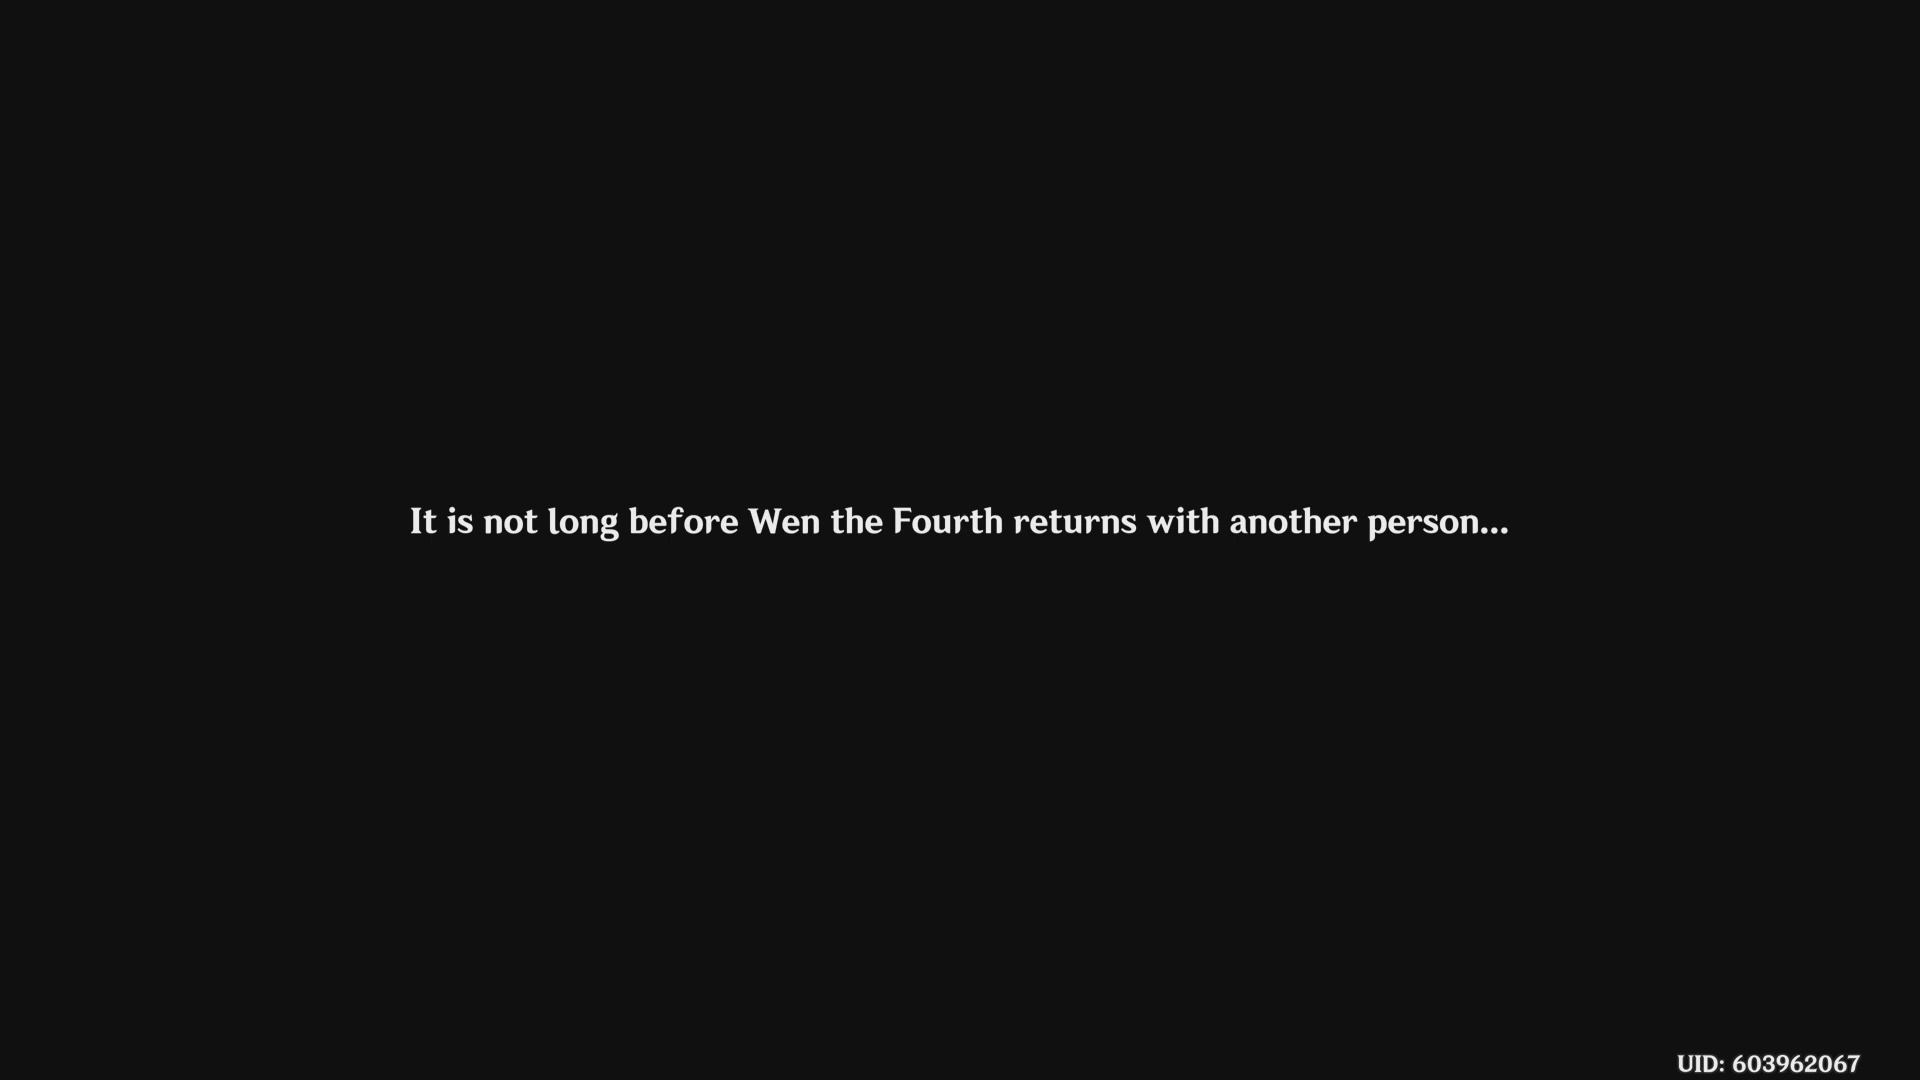 It is not long before Wen the Fourth returns with another person...
UID: 603962067